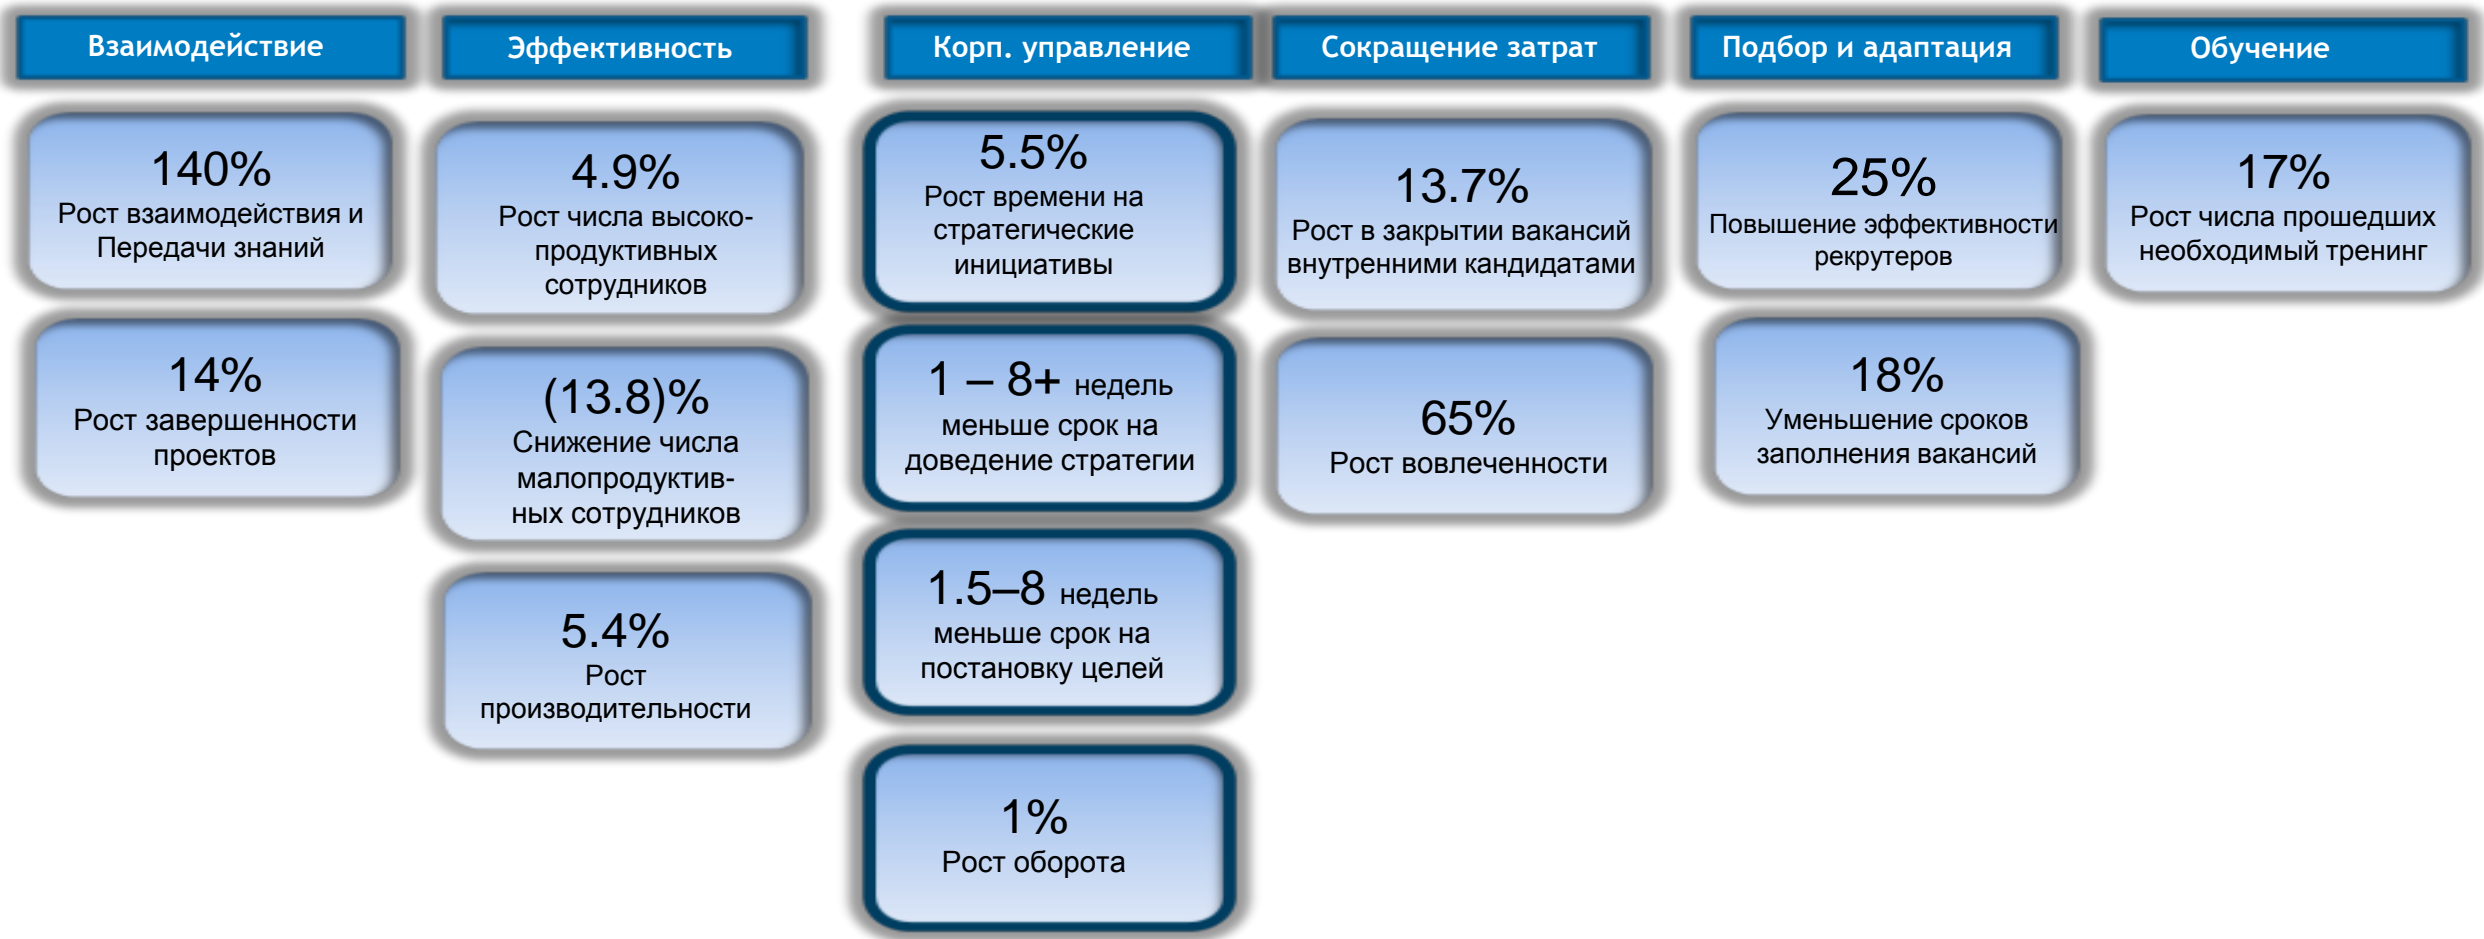 Взаимодействие
140%
Рост взаимодействия и
Передачи знаний
14%
Рост завершенности
проектов
Эффективность
4.9%
Рост числа высоко-
продуктивных
сотрудников
(13.8)%
Снижение числа
малопродуктив-
ных сотрудников
5.4%
Рост
производительности
Корп. управление
5.5%
Рост времени на
стратегические
инициативы
1 – 8+ недель
меньше срок на
доведение стратегии
1.5–8 недель
меньше срок на
постановку целей
1%
Рост оборота
Сокращение затрат
13.7%
Рост в закрытии вакансий
внутренними кандидатами
65%
Рост вовлеченности
Подбор и адаптация
25%
Повышение эффективности
рекрутеров
18%
Уменьшение сроков
заполнения вакансий
Обучение
17%
Рост числа прошедших
необходимый тренинг